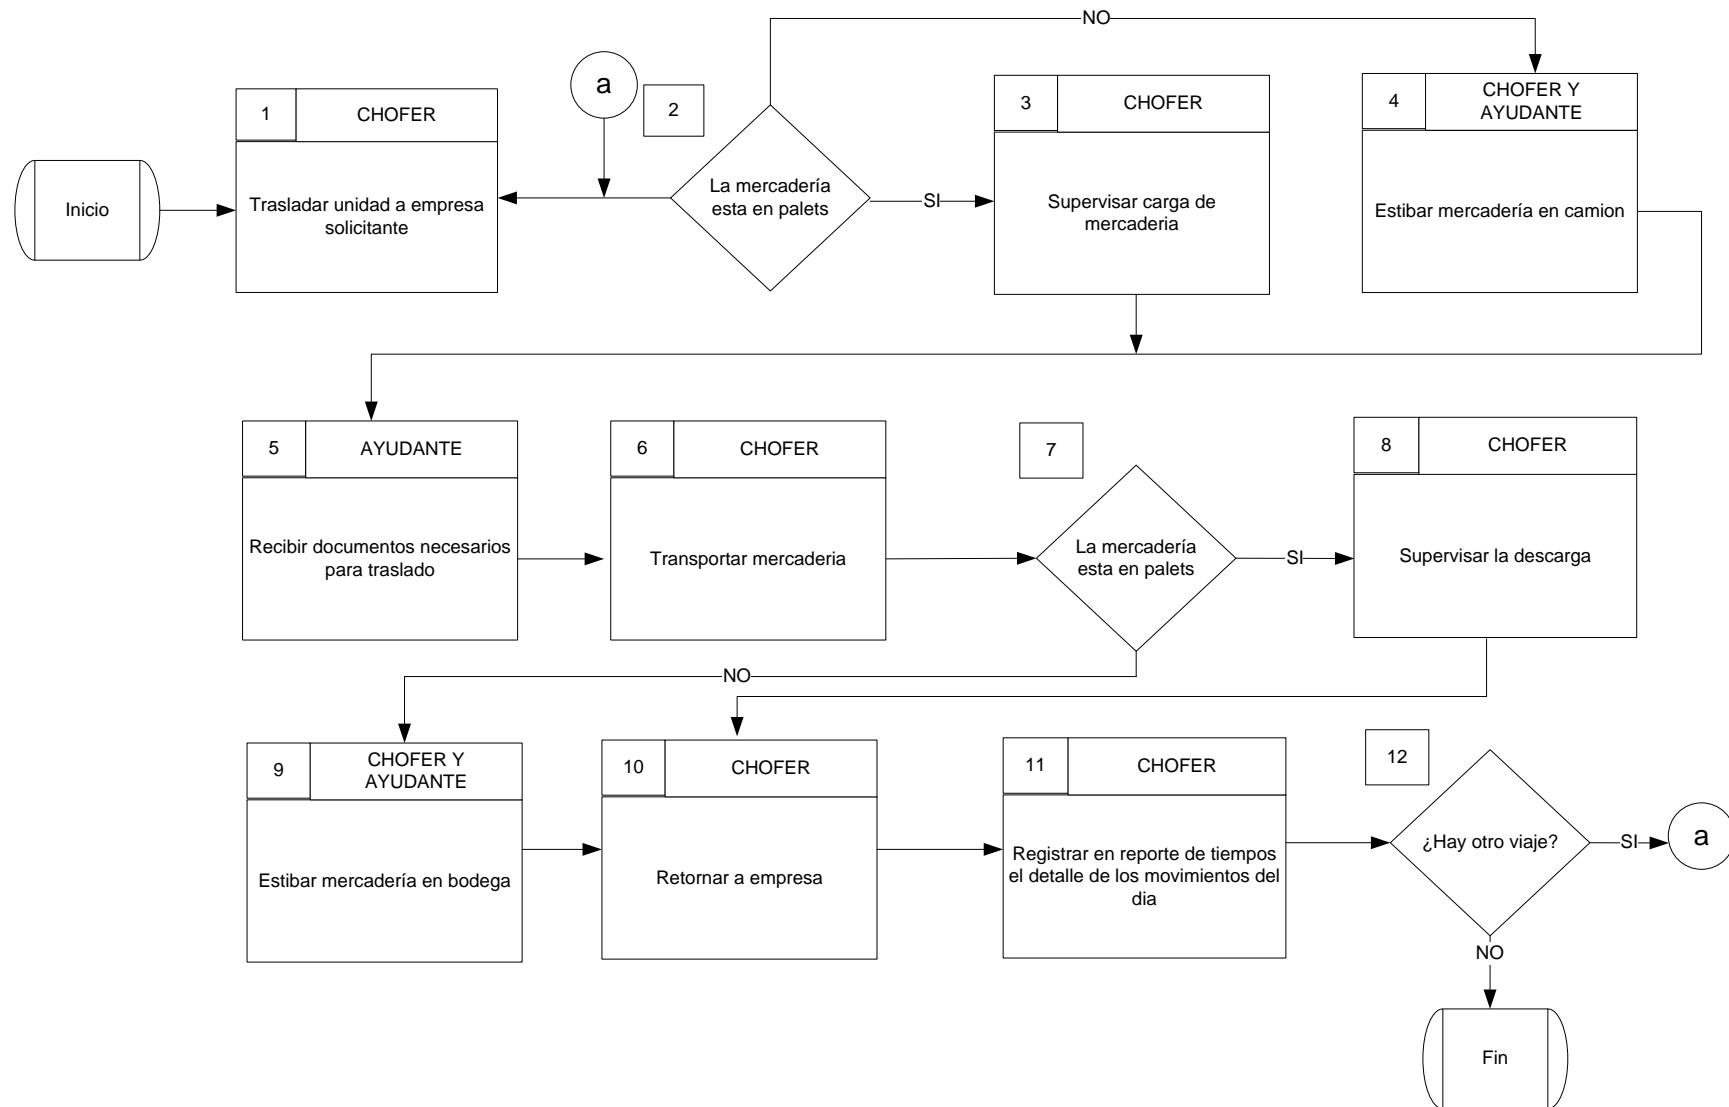 NO
a
1
CHOFER
2
3
CHOFER
4
CHOFER Y
AYUDANTE
Inicio
Trasladar unidad a empresa
solicitante
La mercadería
esta en palets
SI
Supervisar carga de
mercaderia
Estibar mercadería en camion
5
AYUDANTE
6
CHOFER
7
8
CHOFER
Recibir documentos necesarios
para traslado
Transportar mercaderia
La mercadería
esta en palets
SI
Supervisar la descarga
NO
9
CHOFER Y
AYUDANTE
10
CHOFER
11
CHOFER
12
Estibar mercadería en bodega
Retornar a empresa
Registrar en reporte de tiempos
el detalle de los movimientos del
dia
¿Hay otro viaje?
SI
a
NO
Fin